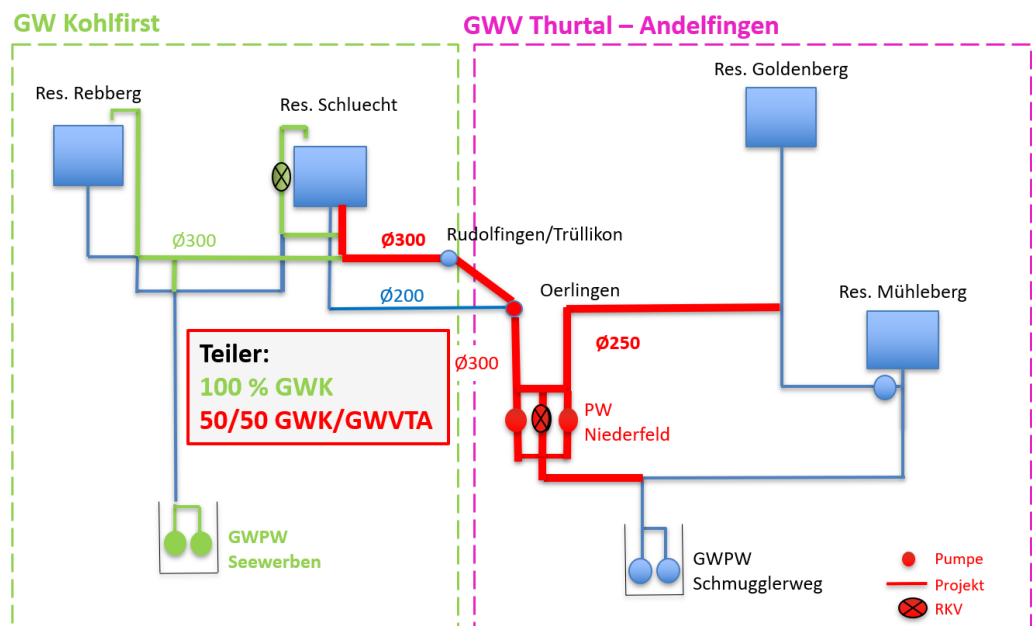 GW Kohlfirst
GWV Thurtal – Andelfingen
Res. Rebberg
Res. Schluecht
Res. Goldenberg
Ø300
Ø300
Rudolfingen/Trüllikon
Ø200
Oerlingen
Res. Mühleberg
Teiler:
100 % GWK
50/50 GWK/GWVTA
Ø300
Ø250
PW
Niederfeld
GWPW
Seewerben
GWPW
Schmugglerweg
Pumpe
Projekt
RKV